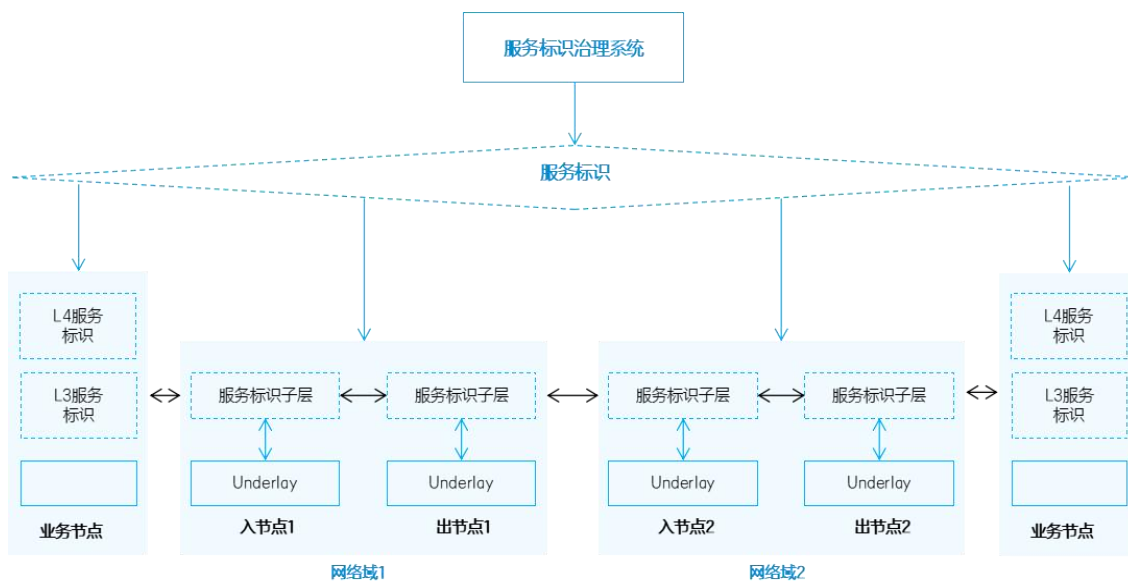 服务标识治理系统
服务标识
L4服务
标识
L3服务
标识
业务节点
服务标识子层
服务标识子层
Underlay
Underlay
入节点1
出节点1
网络域1
服务标识子层
服务标识子层
Underlay
Underlay
入节点2
出节点2
网络域2
L4服务
标识
L3服务
标识
业务节点